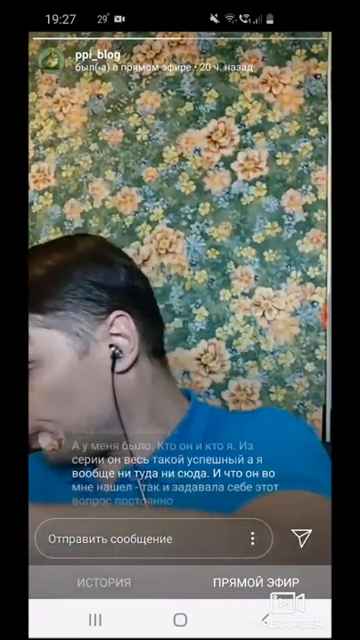 19:27 29°
ppi_blog
был(-а) в прямом эфире • 20 ч. назад
А у меня было. Кто он и кто я. Из
серии он весь такой успешный а я
вообще ни туда ни сюда. И что он во
мне нашел - так и задавала себе этот
вопрос постоянно
Отправить сообщение
ИСТОРИЯ
ПРЯМОЙ ЭФИР
RECORDER